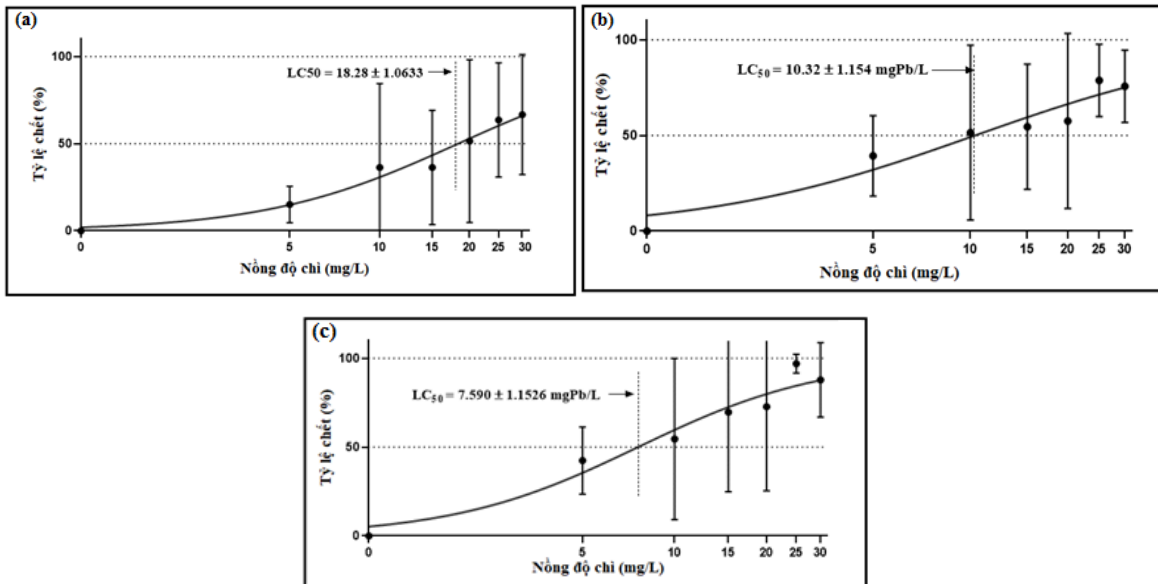 (a)
100
50
0
Tỷ lệ chết (%)
LC50 = 18.28 ± 1.0633
0 5 10 15 20 25 30
Nồng độ chì (mg/L)
(b)
100
50
0
Tỷ lệ chết (%)
LC50 = 10.32 ± 1.154 mgPb/L
0 5 10 15 20 25 30
Nồng độ chì (mg/L)
(c)
100
50
0
Tỷ lệ chết (%)
LC50 = 7.590 ± 1.1526 mgPb/L
0 5 10 15 20 25 30
Nồng độ chì (mg/L)